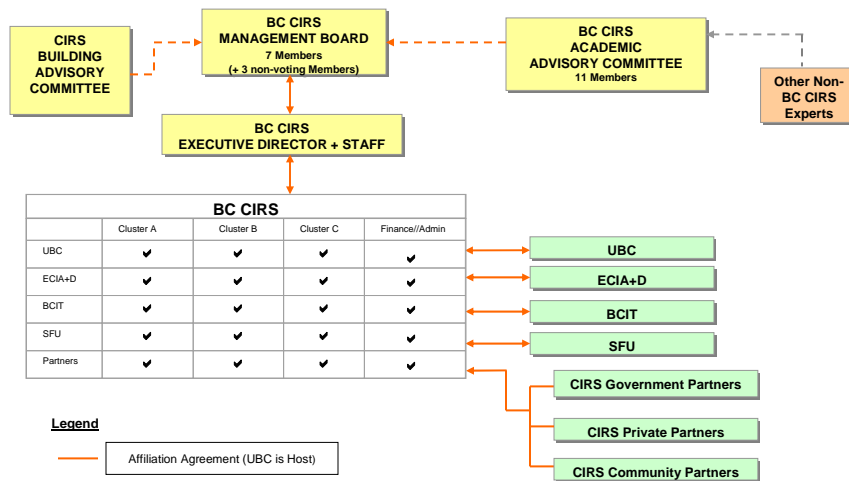 CIRS
BUILDING
ADVISORY
COMMITTEE
BC CIRS
MANAGEMENT BOARD
7 Members
(+ 3 non-voting Members)
BC CIRS
ACADEMIC
ADVISORY COMMITTEE
11 Members
Other Non-
BC CIRS
Experts
BC CIRS
EXECUTIVE DIRECTOR + STAFF
BC CIRS
Cluster A Cluster B Cluster C Finance//Admin
UBC ✔ ✔ ✔ ✔
ECIA+D ✔ ✔ ✔ ✔
BCIT ✔ ✔ ✔ ✔
SFU ✔ ✔ ✔ ✔
Partners ✔ ✔ ✔ ✔
UBC
ECIA+D
BCIT
SFU
CIRS Government Partners
CIRS Private Partners
CIRS Community Partners
Legend
Affiliation Agreement (UBC is Host)